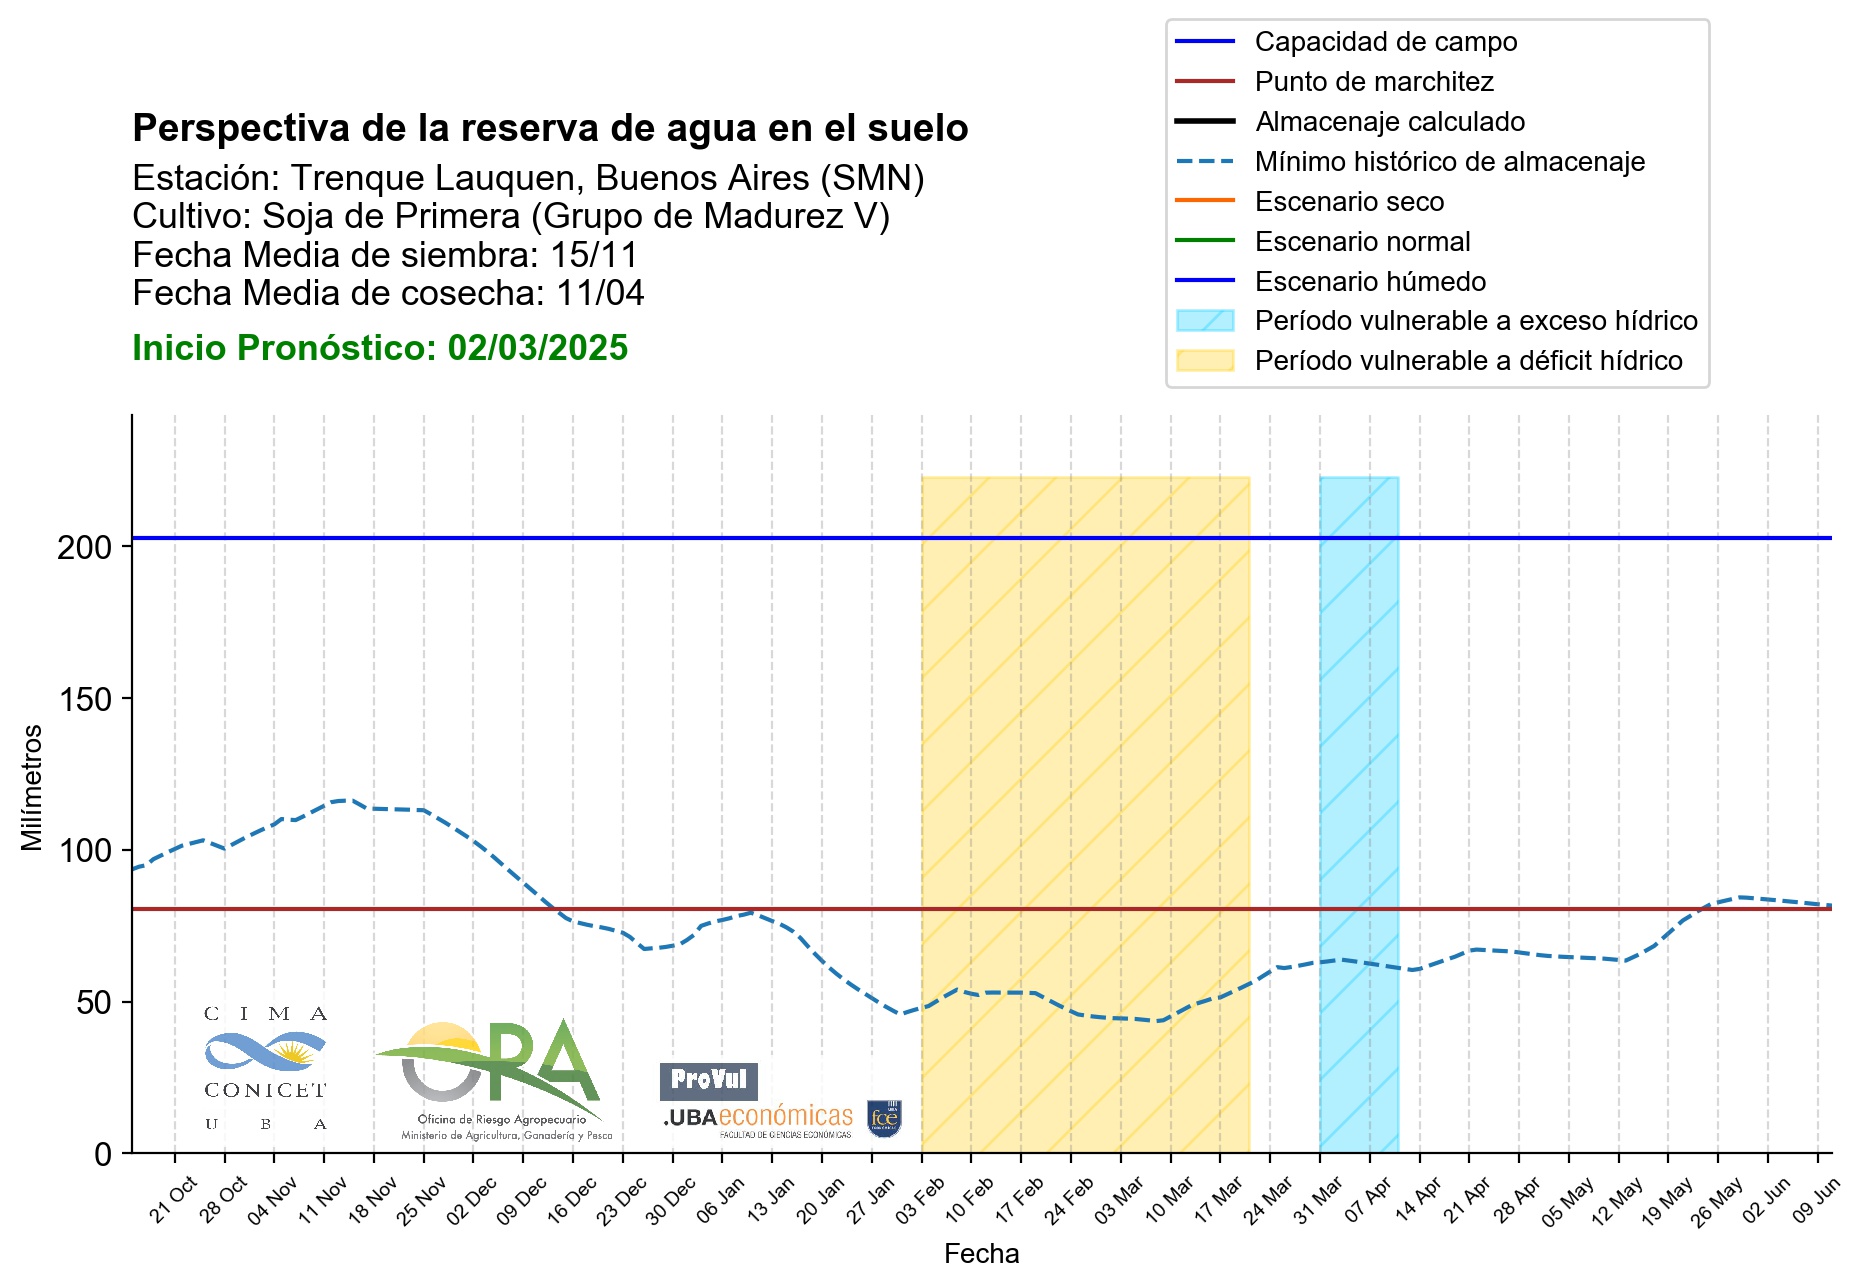 Capacidad de campo
Punto de marchitez
Almacenaje calculado
Mínimo histórico de almacenaje
Escenario seco
Escenario normal
Escenario húmedo
Período vulnerable a exceso hídrico
Período vulnerable a déficit hídrico
Perspectiva de la reserva de agua en el suelo
Estación: Trenque Lauquen, Buenos Aires (SMN)
Cultivo: Soja de Primera (Grupo de Madurez V)
Fecha Media de siembra: 15/11
Fecha Media de cosecha: 11/04
Inicio Pronóstico: 02/03/2025
Milímetros
200
150
100
50
0
CIMA
CONICET
UBA
ORA
Oficina de Riesgo Agropecuario
Ministerio de Agricultura, Ganadería y Pesca
ProVul
.UBAeconómicas
FACULTAD DE CIENCIAS ECONÓMICAS
fce
21 Oct
28 Oct
04 Nov
11 Nov
18 Nov
25 Nov
02 Dec
09 Dec
16 Dec
23 Dec
30 Dec
06 Jan
13 Jan
20 Jan
27 Jan
03 Feb
10 Feb
17 Feb
24 Feb
03 Mar
10 Mar
17 Mar
24 Mar
31 Mar
07 Apr
14 Apr
21 Apr
28 Apr
05 May
12 May
19 May
26 May
02 Jun
09 Jun
Fecha